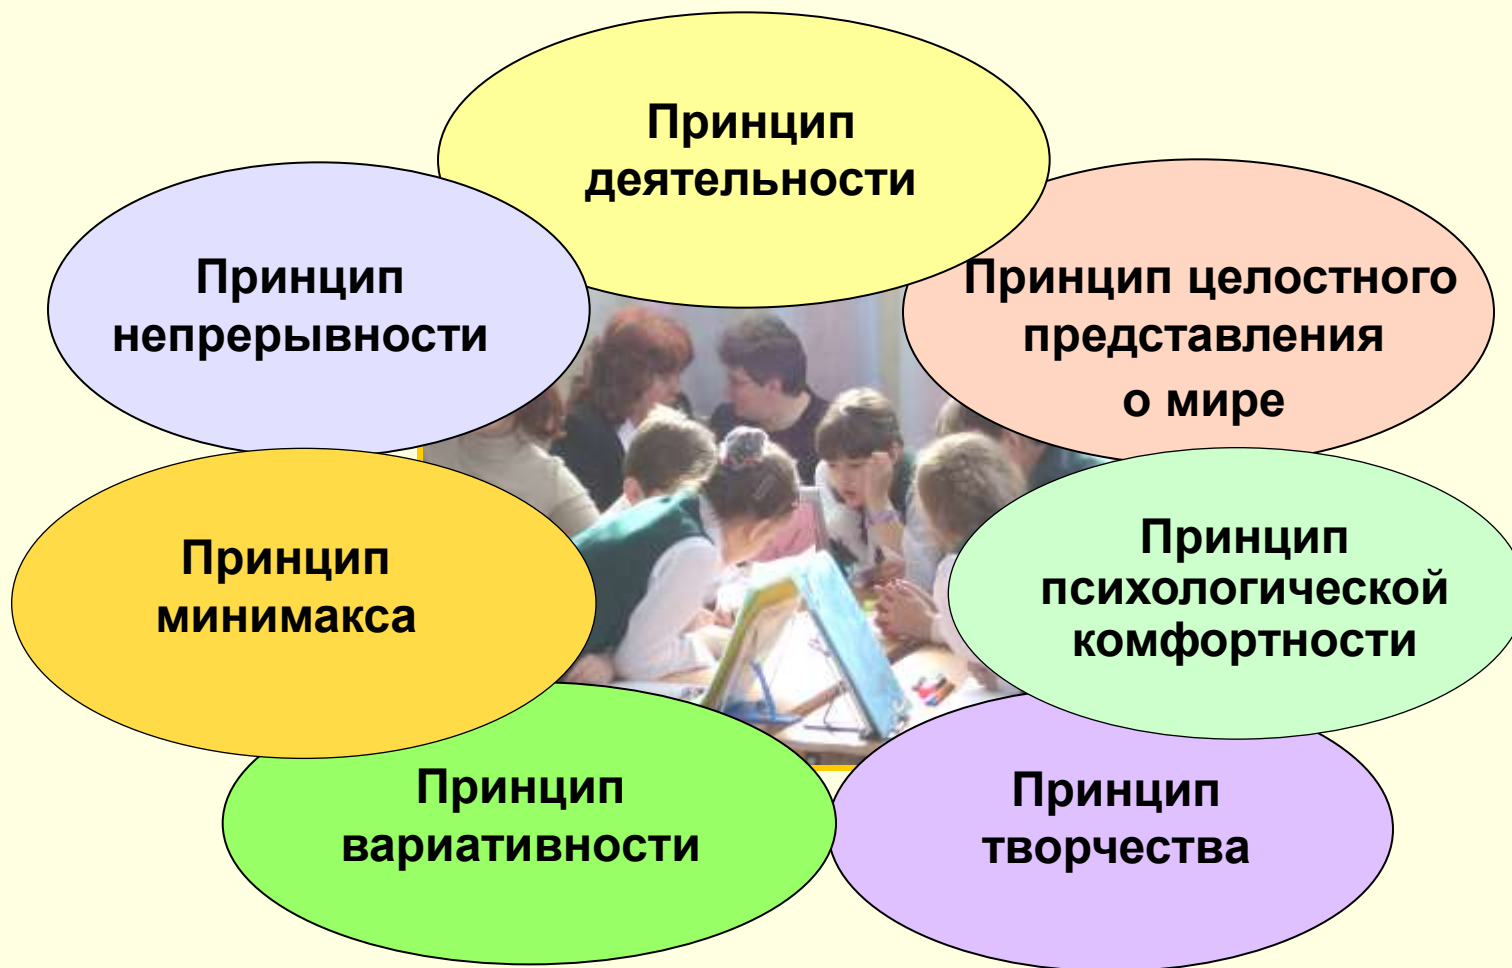 Принцип
деятельности
Принцип
непрерывности
Принцип целостного
представления
о мире
Принцип
минимакса
Принцип
психологической
комфортности
Принцип
вариативности
Принцип
творчества